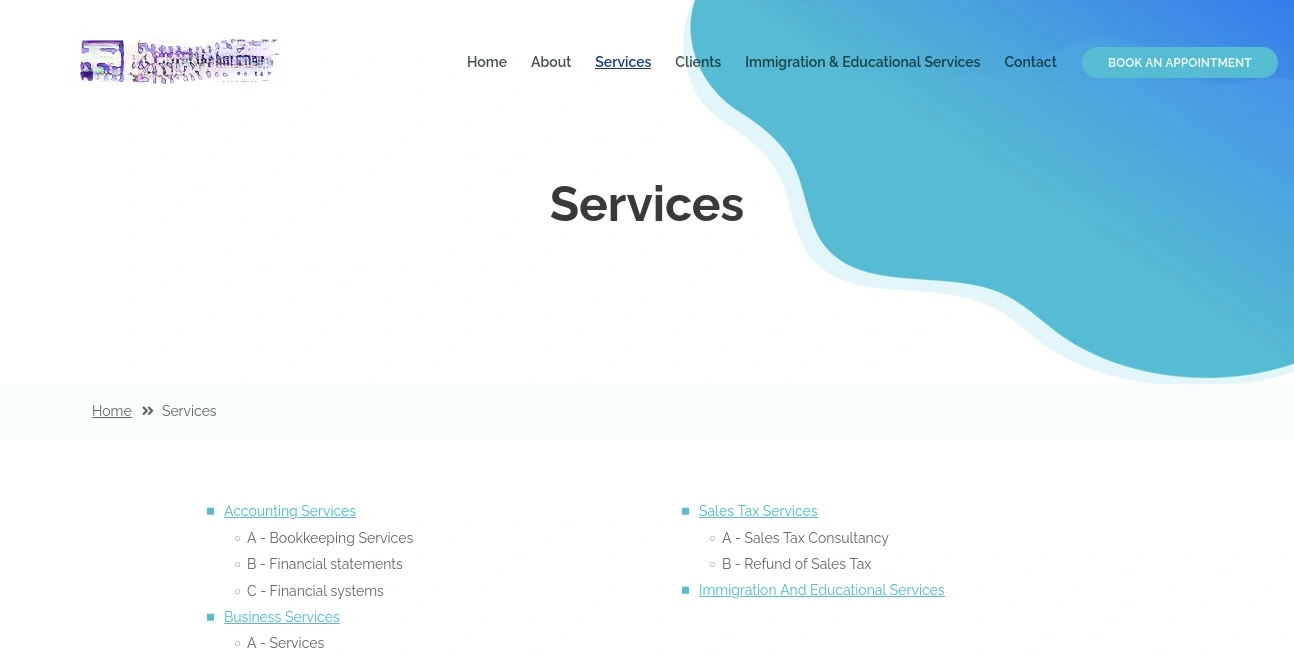 Home About Services Clients Immigration & Educational Services Contact BOOK AN APPOINTMENT
Services
Home » Services
Accounting Services
A - Bookkeeping Services
B - Financial statements
C - Financial systems
Business Services
A - Services
Sales Tax Services
A - Sales Tax Consultancy
B - Refund of Sales Tax
Immigration And Educational Services